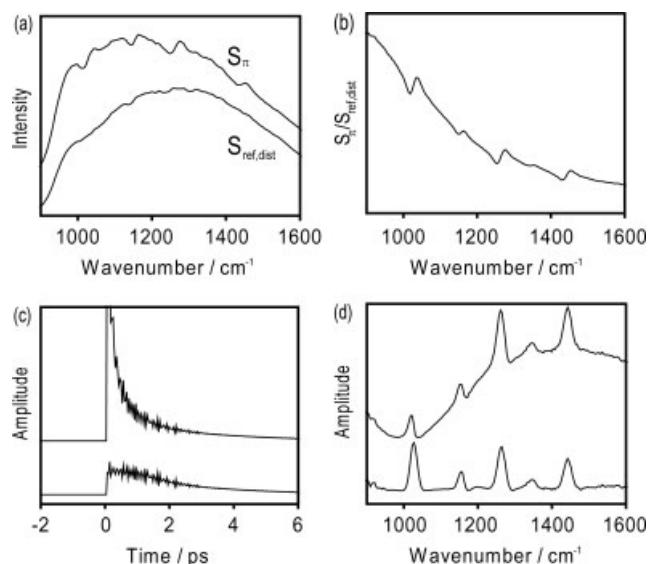 (a)
Intensity
Sπ
Sref,dist
1000 1200 1400 1600
Wavenumber / cm-1
(b)
Sπ/Sref,dist
1000 1200 1400 1600
Wavenumber / cm-1
(c)
Amplitude
-2 0 2 4 6
Time / ps
(d)
Amplitude
1000 1200 1400 1600
Wavenumber / cm-1